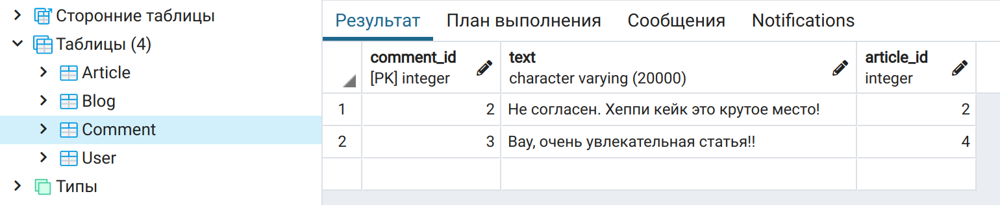 Сторонние таблицы
Таблицы (4)
Article
Blog
Comment
User
Типы
Результат План выполнения Сообщения Notifications
comment_id text article_id
[PK] integer character varying (20000) integer
1 2 Не согласен. Хеппи кейк это крутое место! 2
2 3 Вау, очень увлекательная статья!! 4